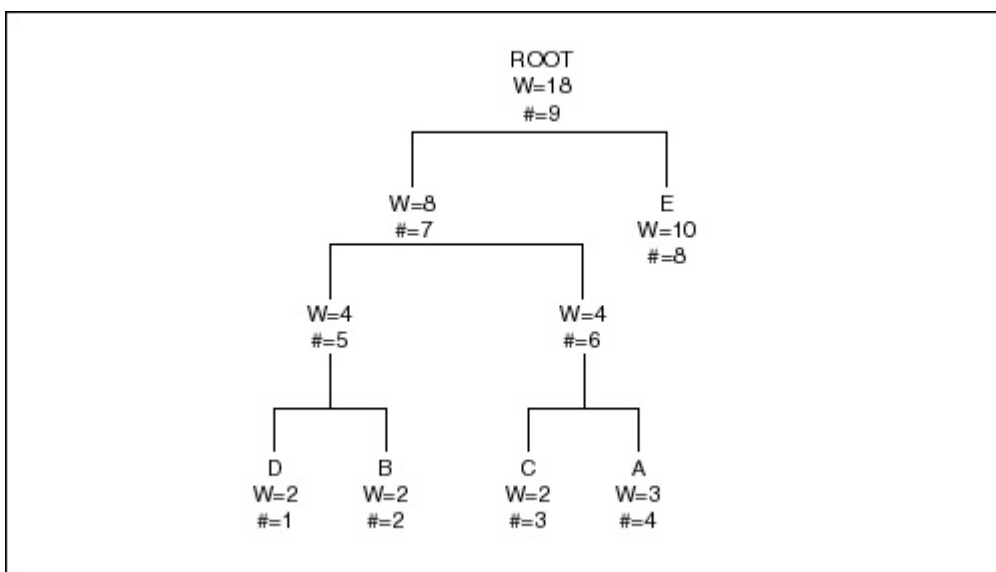 ROOT
W=18
#=9
W=8
#=7
E
W=10
#=8
W=4
#=5
W=4
#=6
D
W=2
#=1
B
W=2
#=2
C
W=2
#=3
A
W=3
#=4